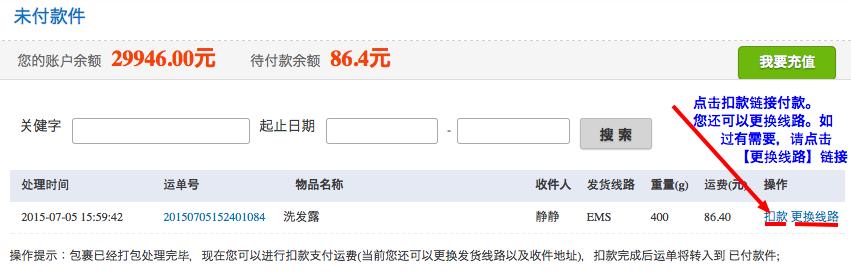 未付款件
您的账户余额 29946.00元 待付款余额 86.4元 我要充值
点击扣款链接付款。
您还可以更换线路。如
过有需要，请点击
【更换线路】链接
关健字 起止日期 - 搜 索
处理时间 运单号 物品名称 收件人 发货线路 重量(g) 运费(元) 操作
2015-07-05 15:59:42 20150705152401084 洗发露 静静 EMS 400 86.40 扣款 更换线路
操作提示：包裹已经打包处理完毕，现在您可以进行扣款支付运费(当前您还可以更换发货线路以及收件地址)，扣款完成后运单将转入到 已付款件;